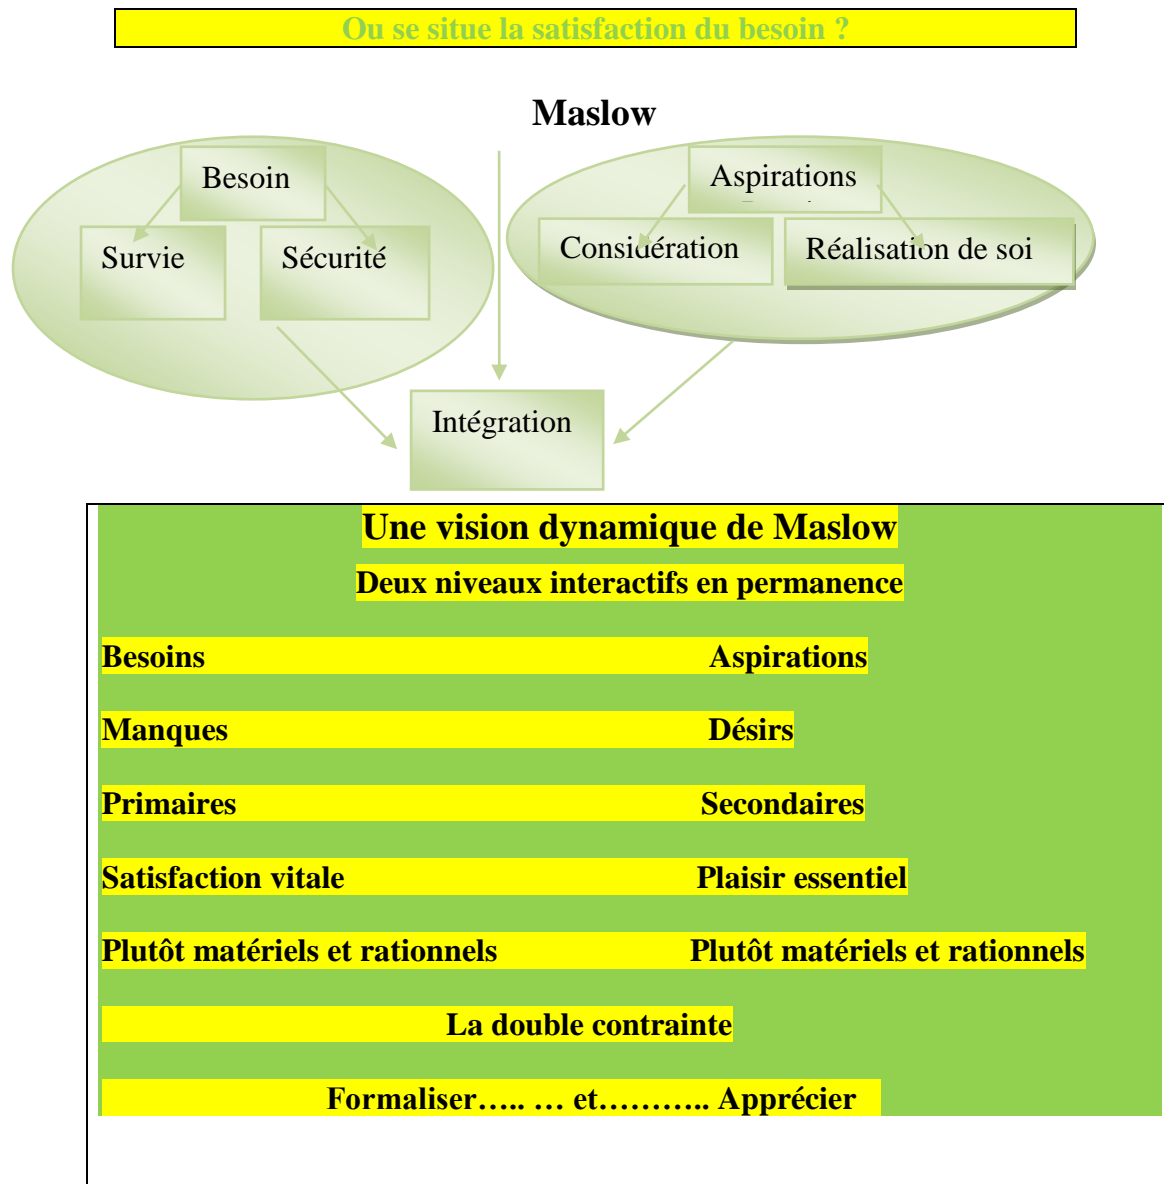 Ou se situe la satisfaction du besoin ?
Maslow
Besoin
Aspirations
Survie
Sécurité
Considération
Réalisation de soi
Intégration
Une vision dynamique de Maslow
Deux niveaux interactifs en permanence
Besoins Aspirations
Manques Désirs
Primaires Secondaires
Satisfaction vitale Plaisir essentiel
Plutôt matériels et rationnels Plutôt matériels et rationnels
La double contrainte
Formaliser….. … et……….. Apprécier